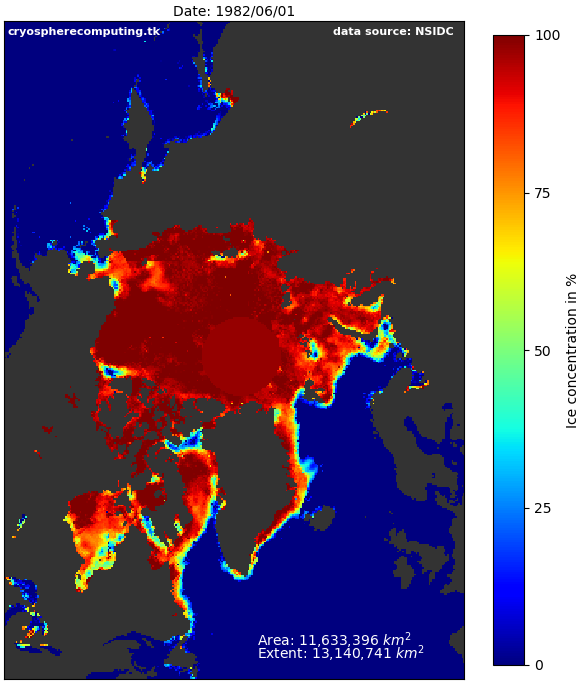 Date: 1982/06/01
cryospherecomputing.tk
data source: NSIDC
100
75
50
25
0
Ice concentration in %
Area: 11,633,396 km²
Extent: 13,140,741 km²